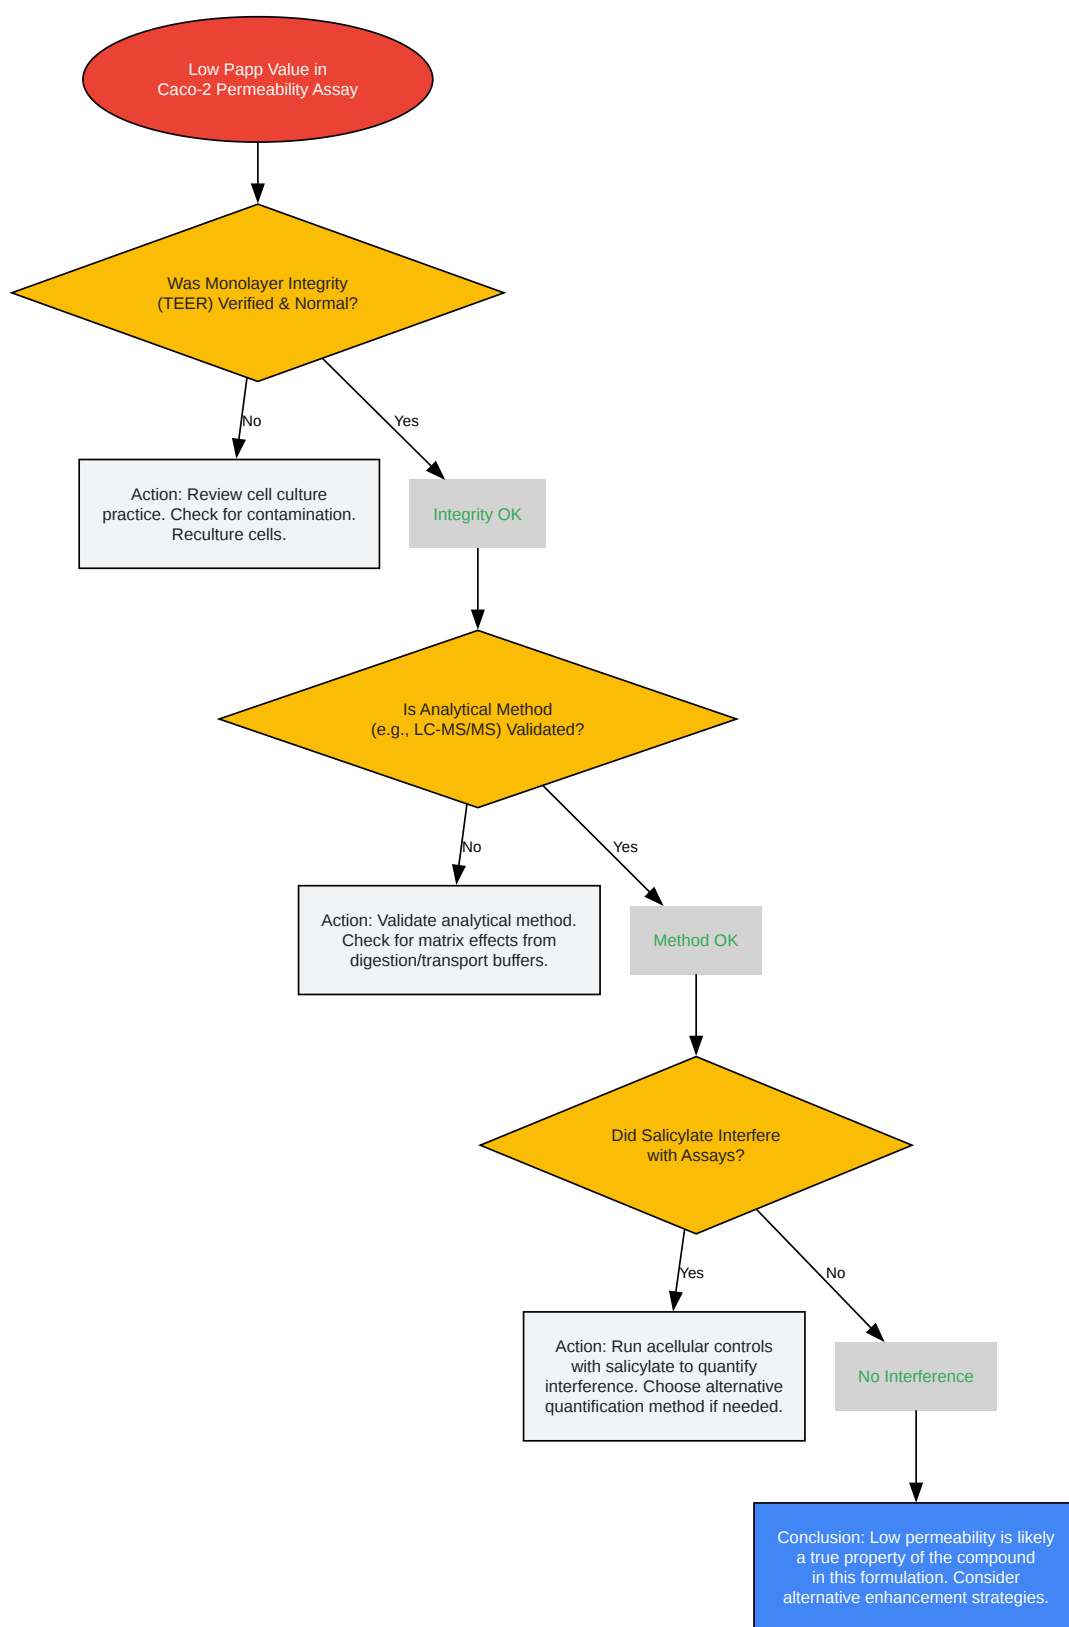 Low Papp Value in
Caco-2 Permeability Assay
Was Monolayer Integrity
(TEER) Verified & Normal?
No
Yes
Action: Review cell culture
practice. Check for contamination.
Reculture cells.
Integrity OK
Is Analytical Method
(e.g., LC-MS/MS) Validated?
No
Yes
Action: Validate analytical method.
Check for matrix effects from
digestion/transport buffers.
Method OK
Did Salicylate Interfere
with Assays?
Yes
No
Action: Run acellular controls
with salicylate to quantify
interference. Choose alternative
quantification method if needed.
No Interference
Conclusion: Low permeability is likely
a true property of the compound
in this formulation. Consider
alternative enhancement strategies.